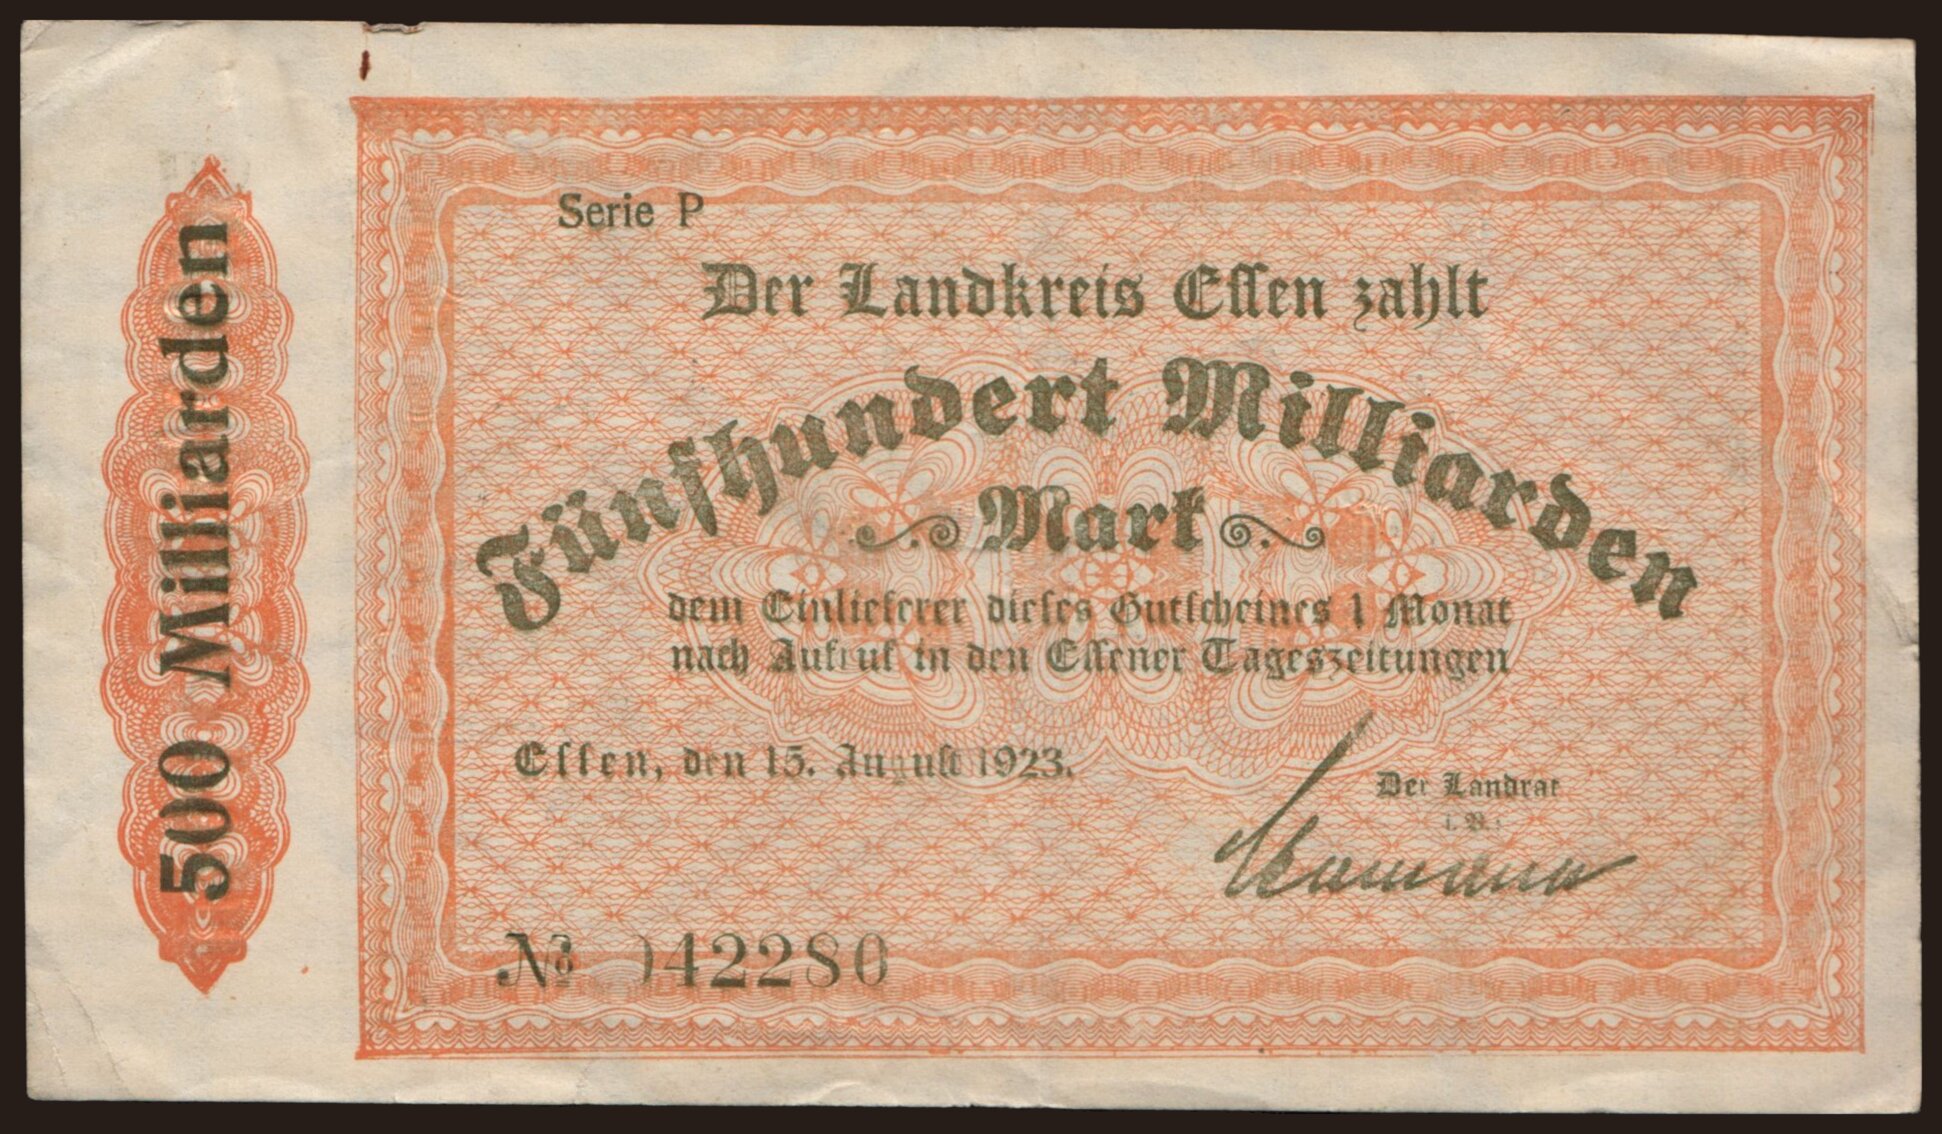 500 Milliarden
Serie P
Der Landkreis Essen zahlt
Fünfhundert Milliarden
Mark
dem Einlieferer dieses Gutscheines 1 Monat
nach Aufruf in den Essener Tageszeitungen
Essen, den 15. August 1923.
Der Landrat
i. V.:
No 042280